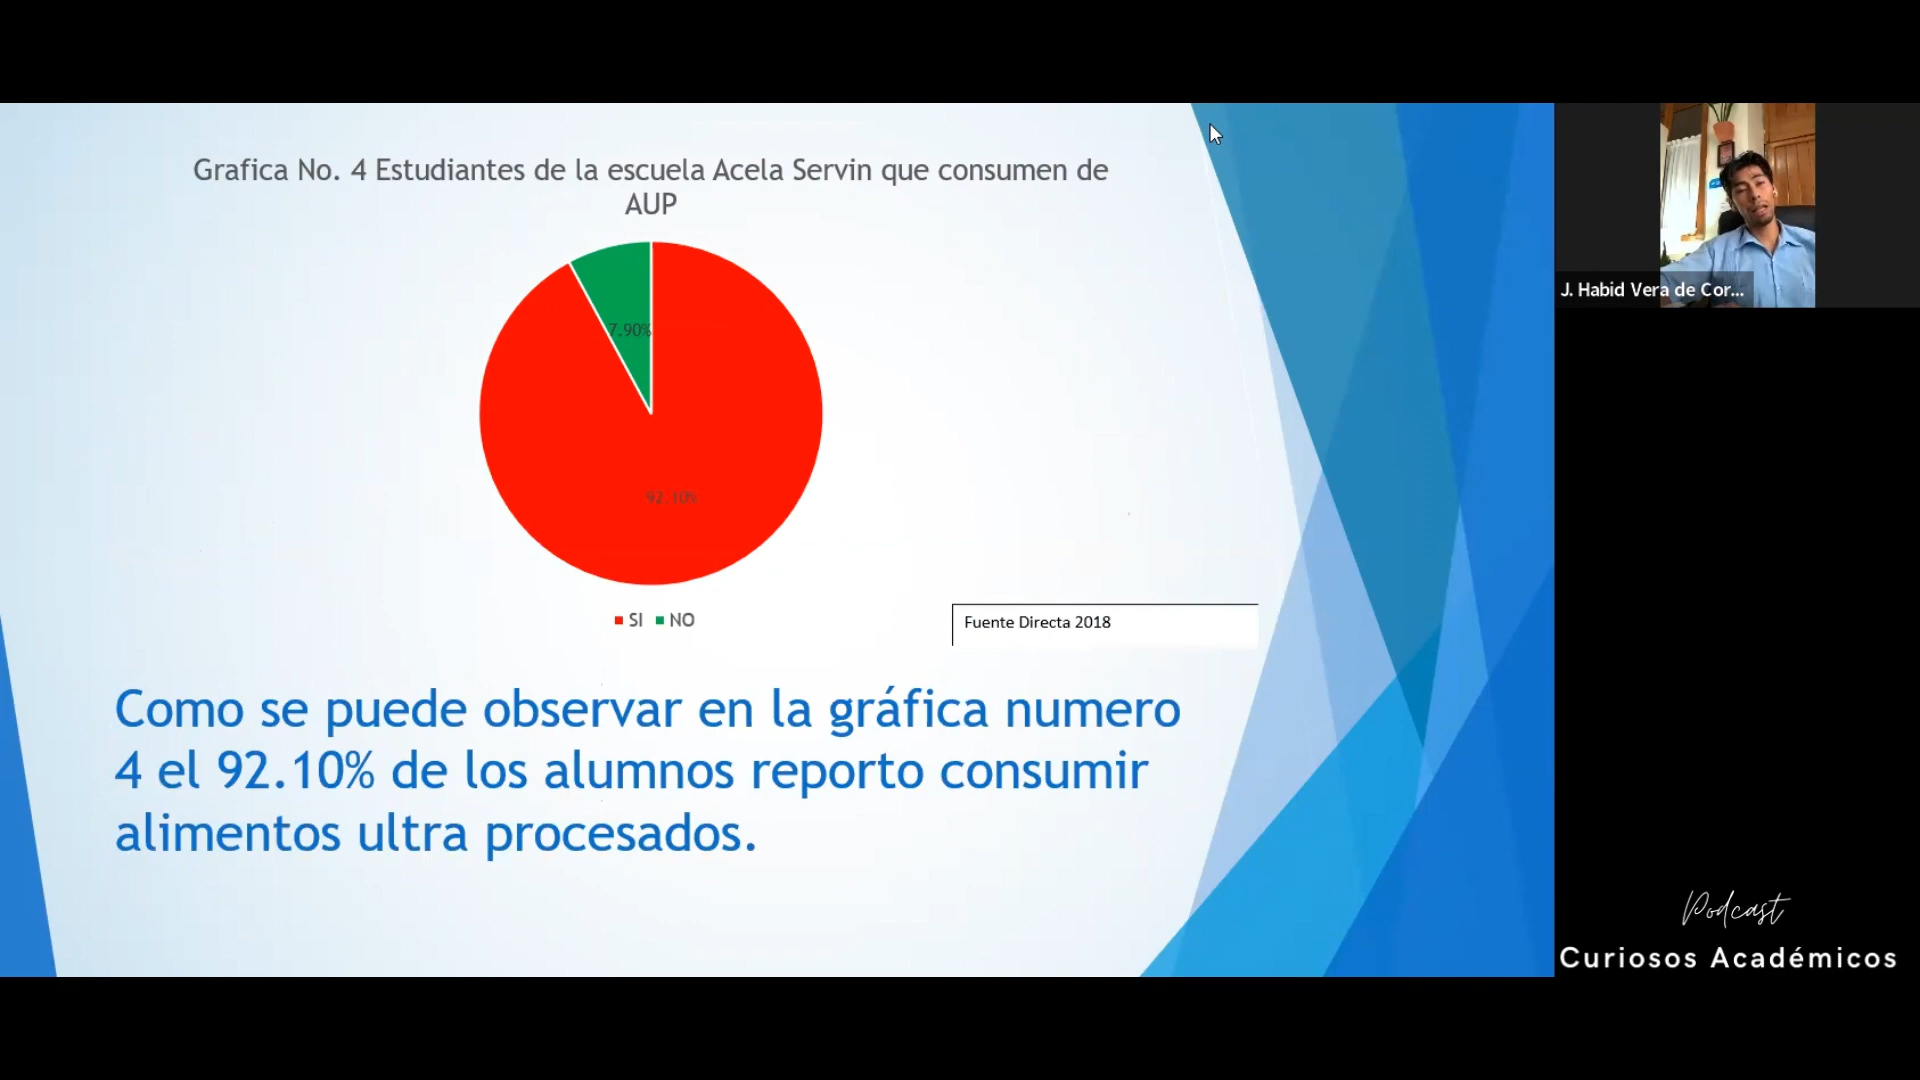 Grafica No. 4 Estudiantes de la escuela Acela Servin que consumen de
AUP
7.90%
92.10%
SI NO
Fuente Directa 2018
Como se puede observar en la gráfica numero
4 el 92.10% de los alumnos reporto consumir
alimentos ultra procesados.
J. Habid Vera de Cor...
Podcast
Curiosos Académicos